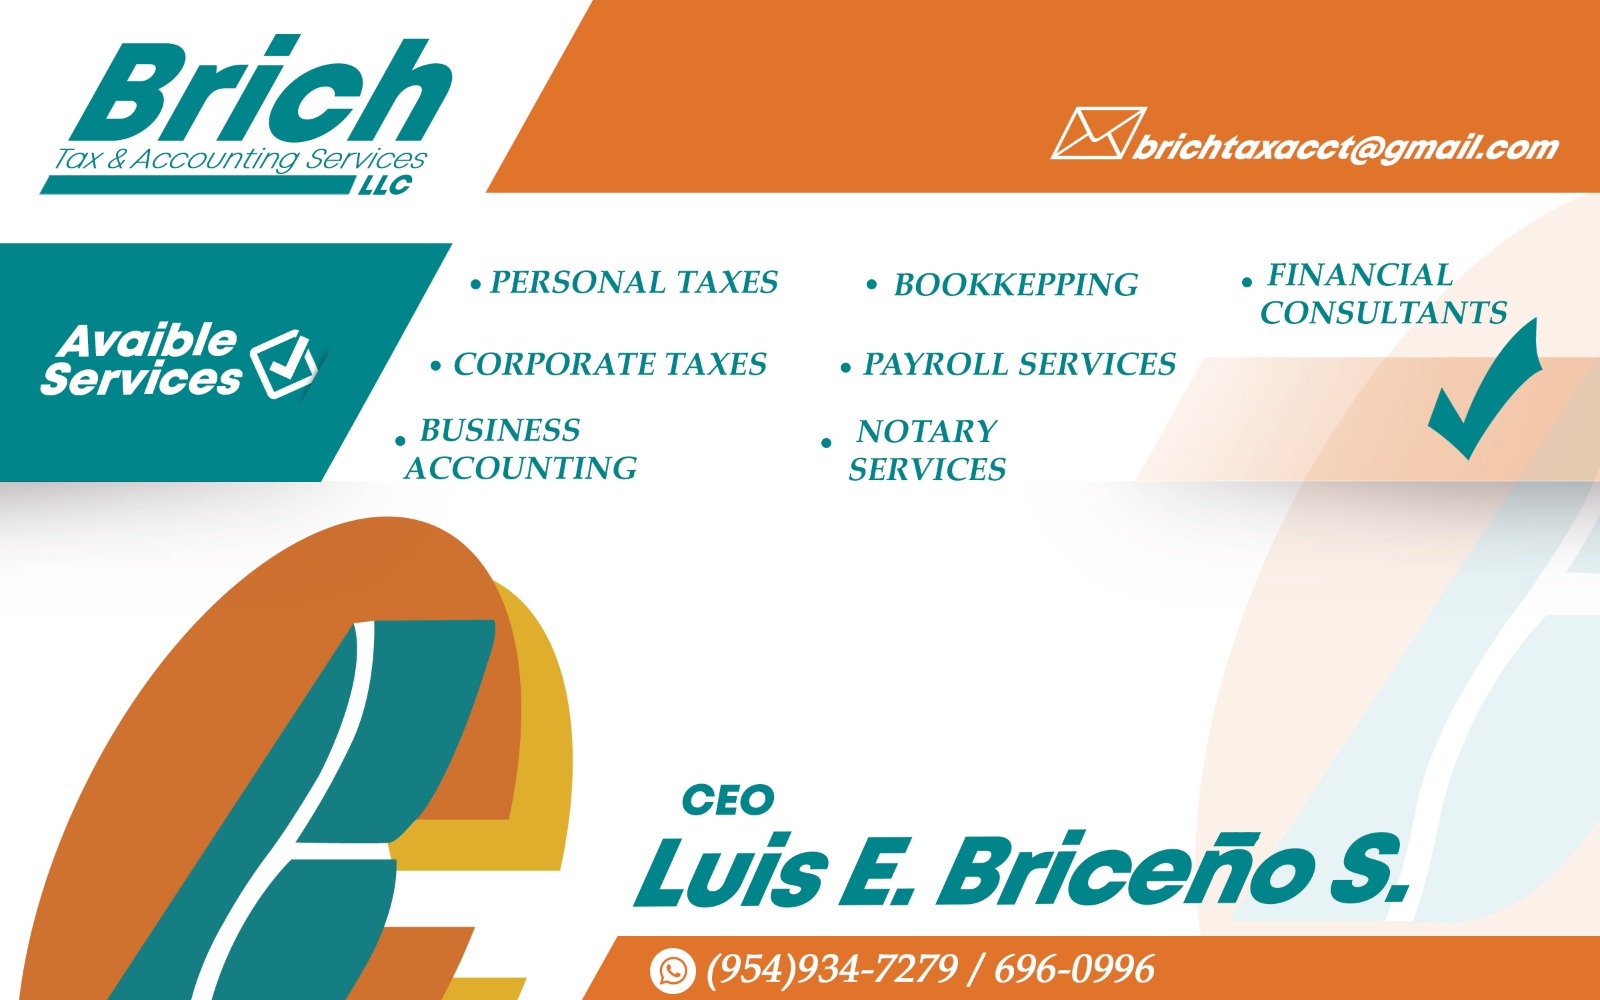 Brich
Tax & Accounting Services
LLC
brichtaxacct@gmail.com
Avaible
Services
• PERSONAL TAXES
• BOOKKEPPING
• FINANCIAL
CONSULTANTS
• CORPORATE TAXES
• PAYROLL SERVICES
• BUSINESS
ACCOUNTING
• NOTARY
SERVICES
CEO
Luis E. Briceño S.
(954)934-7279 / 696-0996